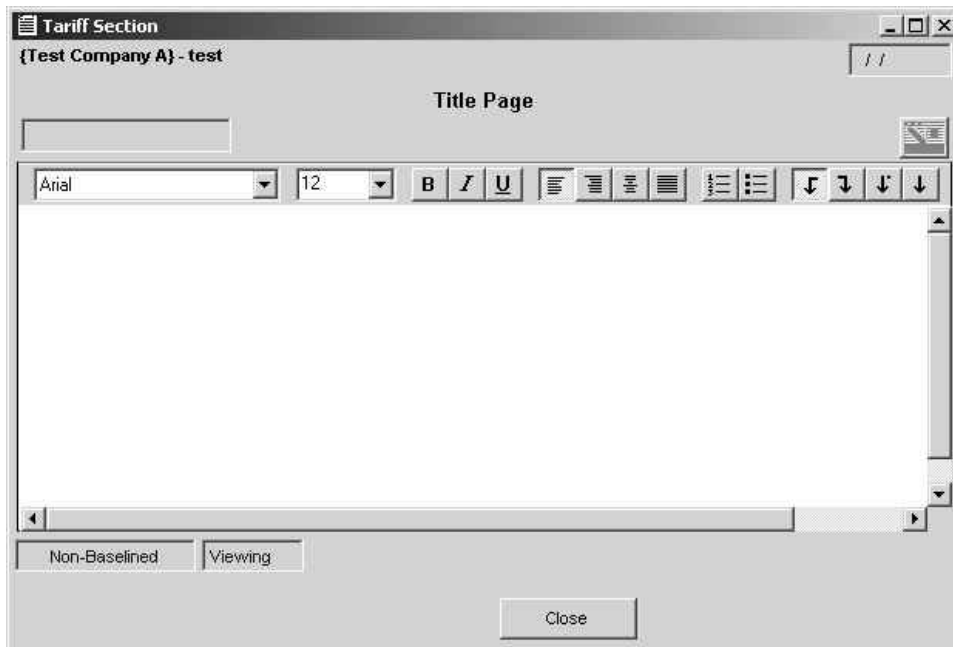 Tariff Section
{Test Company A} - test
/ /
Title Page
Arial 12 B I U
Non-Baselined Viewing
Close